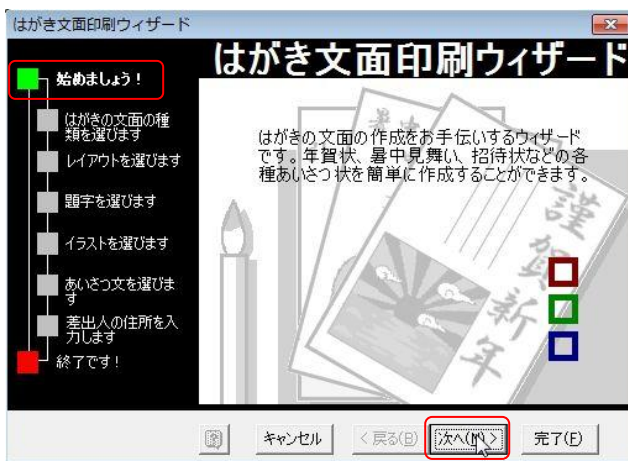 はがき文面印刷ウィザード
はがき文面印刷ウィザード
始めましょう！
はがきの文面の種
類を選びます
レイアウトを選びます
題字を選びます
イラストを選びます
あいさつ文を選びま
す
差出人の住所を入
力します
終了です！
はがきの文面の作成をお手伝いするウィザード
です。年賀状、暑中見舞い、招待状などの各
種あいさつ状を簡単に作成することができます。
暑中
謹賀新年
キャンセル
< 戻る(B)
次へ(N) >
完了(F)